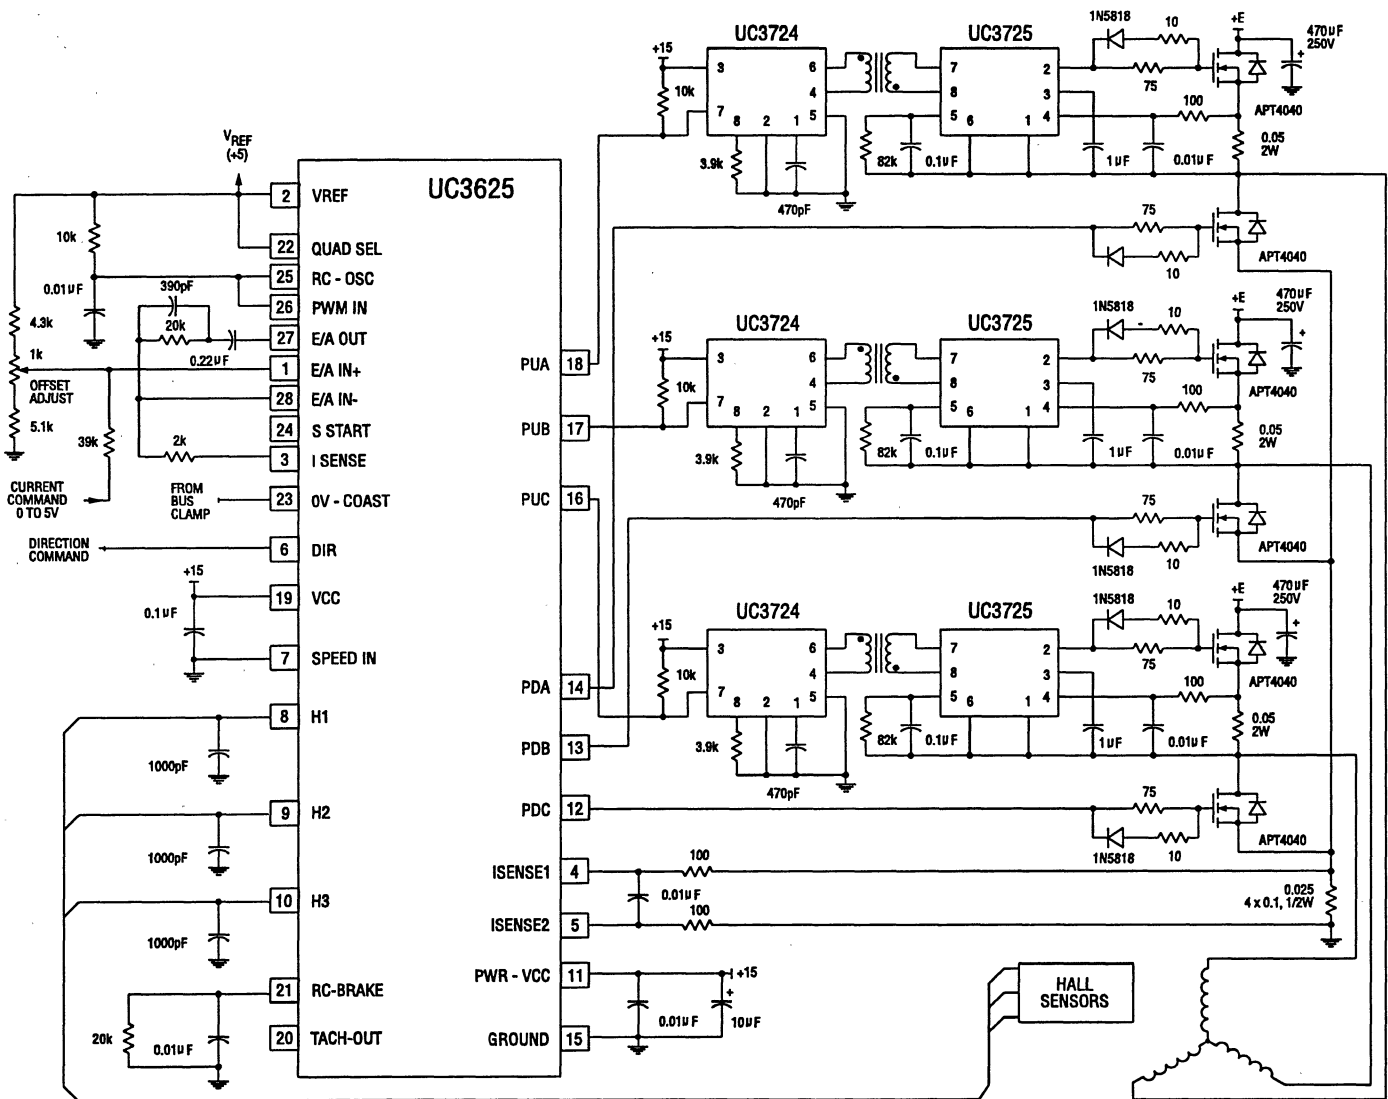 UC3724
UC3725
1N5818
10
+E
470µF
250V
+15
10k
3
7
8
2
1
6
4
5
7
8
5
6
1
2
3
4
75
100
APT4040
0.05
2W
3.9k
470pF
82k
0.1µF
1µF
0.01µF
75
10
APT4040
VREF
(+5)
UC3625
2 VREF
22 QUAD SEL
25 RC - OSC
26 PWM IN
27 E/A OUT
1 E/A IN+
28 E/A IN-
24 S START
3 I SENSE
23 0V - COAST
6 DIR
19 VCC
7 SPEED IN
8 H1
9 H2
10 H3
21 RC-BRAKE
20 TACH-OUT
10k
0.01µF
390pF
20k
0.22µF
4.3k
1k
OFFSET
ADJUST
5.1k
39k
2k
CURRENT
COMMAND
0 TO 5V
FROM
BUS
CLAMP
DIRECTION
COMMAND
+15
0.1µF
1000pF
1000pF
1000pF
20k
0.01µF
PUA 18
PUB 17
PUC 16
PDA 14
PDB 13
PDC 12
ISENSE1 4
ISENSE2 5
PWR - VCC 11
GROUND 15
UC3724
UC3725
1N5818
10
+E
470µF
250V
+15
10k
3
7
8
2
1
6
4
5
7
8
5
6
1
2
3
4
75
100
APT4040
0.05
2W
3.9k
470pF
82k
0.1µF
1µF
0.01µF
75
1N5818
10
APT4040
UC3724
UC3725
1N5818
10
+E
470µF
250V
+15
10k
3
7
8
2
1
6
4
5
7
8
5
6
1
2
3
4
75
100
APT4040
0.05
2W
3.9k
470pF
82k
0.1µF
1µF
0.01µF
75
1N5818
10
APT4040
100
0.01µF
100
0.025
4 x 0.1, 1/2W
+15
0.01µF
10µF
HALL
SENSORS